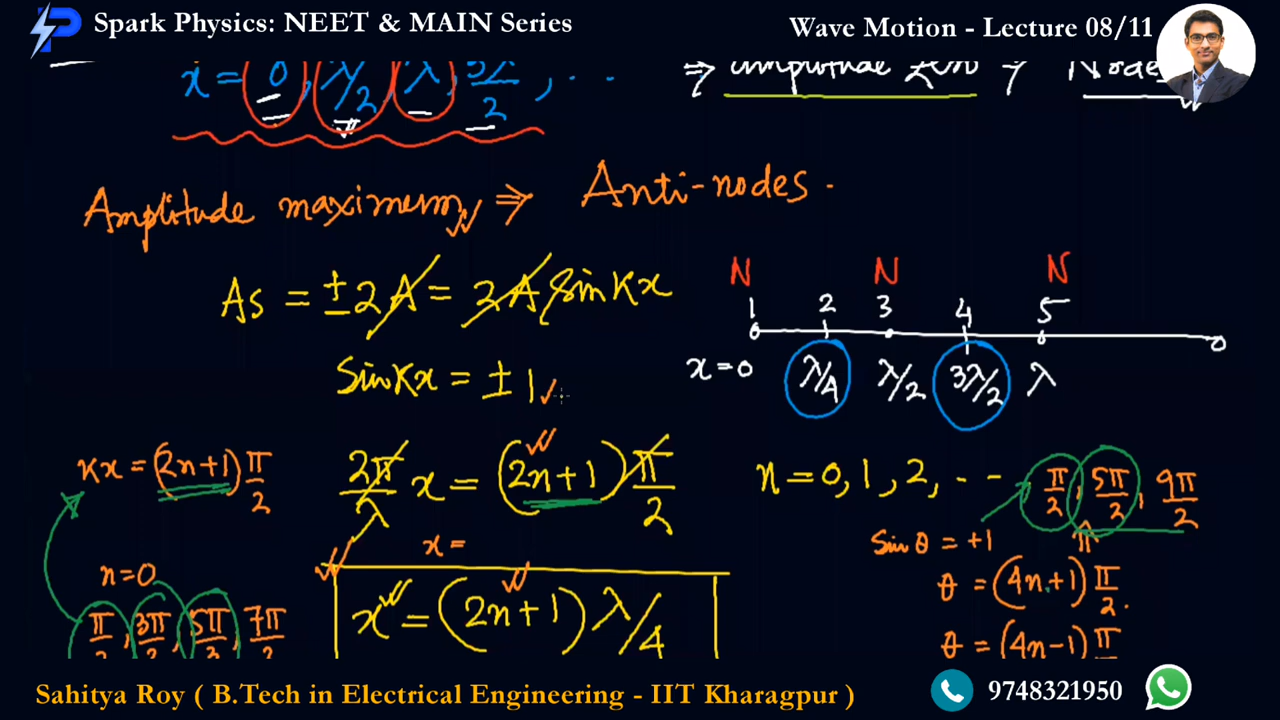 Spark Physics: NEET & MAIN Series
Wave Motion - Lecture 08/11
x = 0, λ/2, λ, 3λ/2, ...
⇒ amplitude zero → Nodes
Amplitude maximum ⇒ Anti-nodes.
As = ±2A = 2A sin Kx
Sin Kx = ± 1
N N N
1 2 3 4 5
x=0 λ/4 λ/2 3λ/2 λ
Kx = (2n+1) π/2
2π/λ x = (2n+1) π/2
n = 0, 1, 2, - - -
π/2, 5π/2, 9π/2
Sin θ = +1
θ = (4n+1) π/2.
θ = (4n-1) π
x =
n=0
π/2, 3π/2, 5π/2, 7π/2
x = (2n+1) λ/4
Sahitya Roy ( B.Tech in Electrical Engineering - IIT Kharagpur )
9748321950